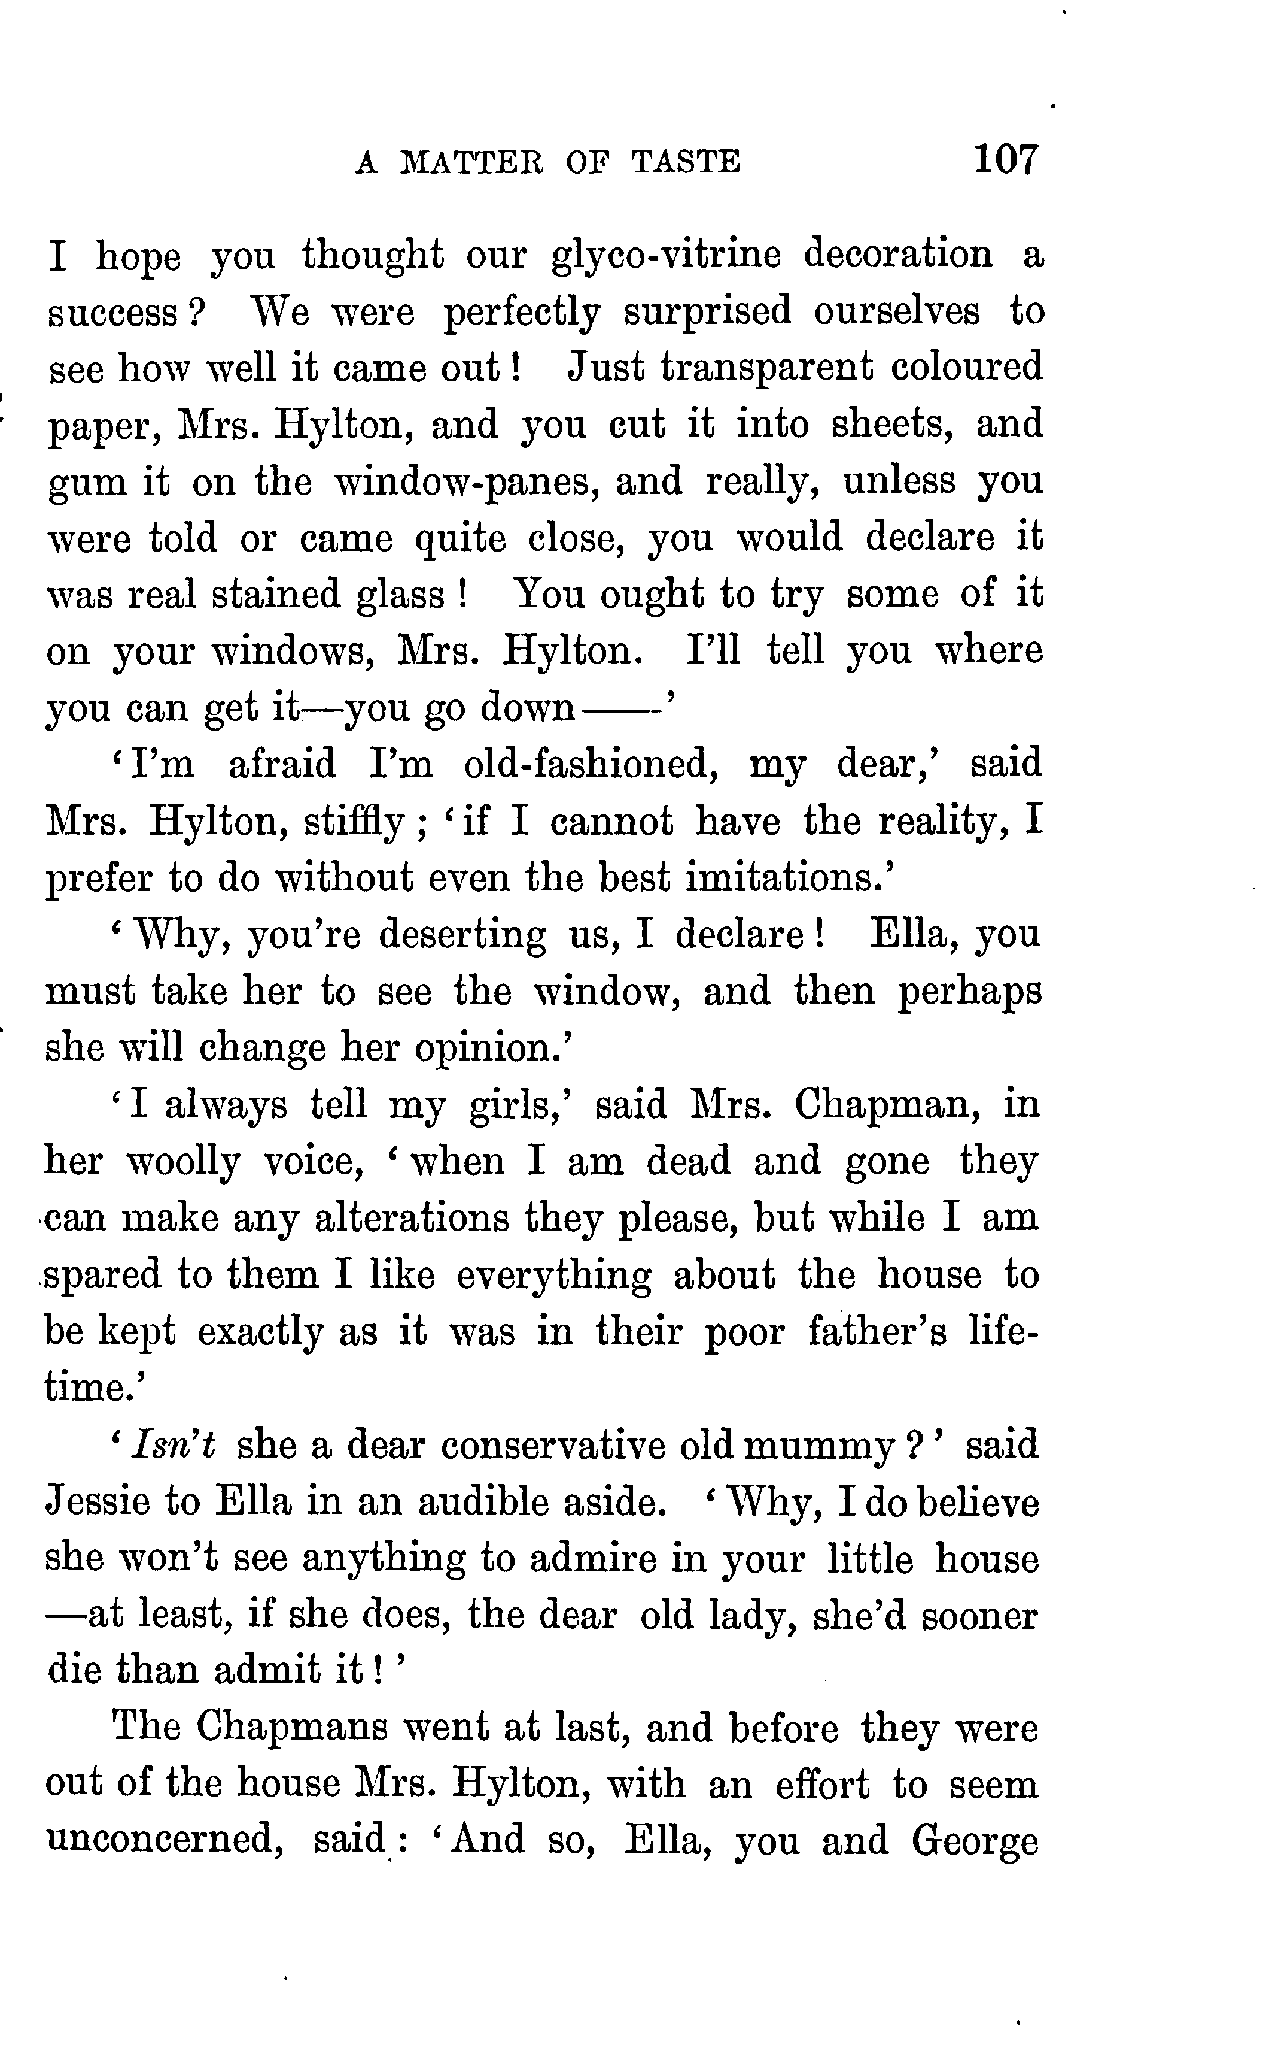 A MATTER OF TASTE 107
I hope you thought our glyco-vitrine decoration a
success? We were perfectly surprised ourselves to
see how well it came out! Just transparent coloured
paper, Mrs. Hylton, and you cut it into sheets, and
gum it on the window-panes, and really, unless you
were told or came quite close, you would declare it
was real stained glass! You ought to try some of it
on your windows, Mrs. Hylton. I'll tell you where
you can get it—you go down——'
'I'm afraid I'm old-fashioned, my dear,' said
Mrs. Hylton, stiffly; 'if I cannot have the reality, I
prefer to do without even the best imitations.'
'Why, you're deserting us, I declare! Ella, you
must take her to see the window, and then perhaps
she will change her opinion.'
'I always tell my girls,' said Mrs. Chapman, in
her woolly voice, 'when I am dead and gone they
can make any alterations they please, but while I am
spared to them I like everything about the house to
be kept exactly as it was in their poor father's life-
time.'
'Isn't she a dear conservative old mummy?' said
Jessie to Ella in an audible aside. 'Why, I do believe
she won't see anything to admire in your little house
—at least, if she does, the dear old lady, she'd sooner
die than admit it!'
The Chapmans went at last, and before they were
out of the house Mrs. Hylton, with an effort to seem
unconcerned, said: 'And so, Ella, you and George